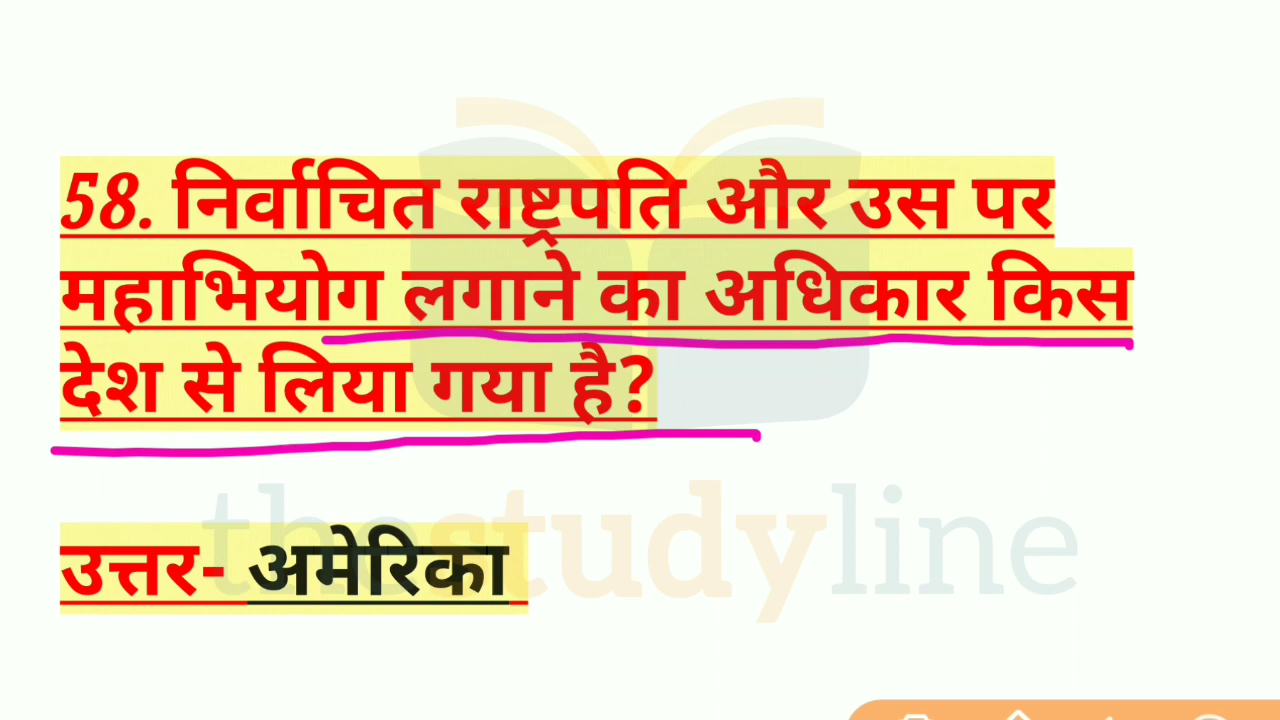 58. निर्वाचित राष्ट्रपति और उस पर
महाभियोग लगाने का अधिकार किस
देश से लिया गया है?
उत्तर- अमेरिका
thestudyline